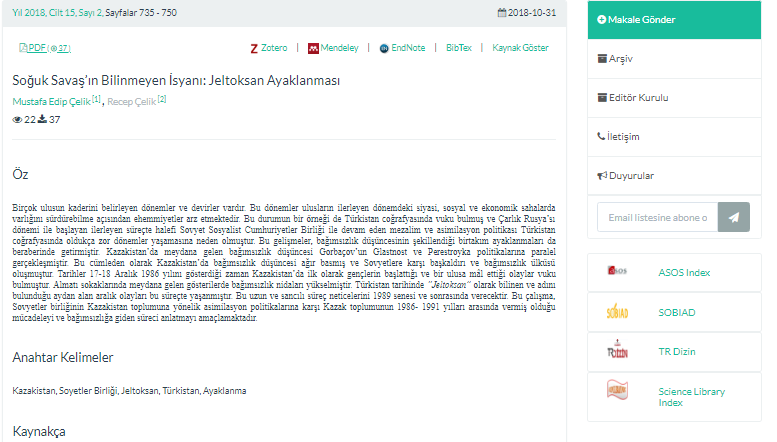 Yıl 2018, Cilt 15, Sayı 2, Sayfalar 735 - 750
2018-10-31
PDF (37)
Zotero | Mendeley | EndNote | BibTex | Kaynak Göster
Soğuk Savaş'ın Bilinmeyen İsyanı: Jeltoksan Ayaklanması
Mustafa Edip Çelik [1] , Recep Çelik [2]
22 37
Öz
Birçok ulusun kaderini belirleyen dönemler ve devirler vardır. Bu dönemler ulusların ilerleyen dönemdeki siyasi, sosyal ve ekonomik sahalarda
varlığını sürdürebilme açısından ehemmiyetler arz etmektedir. Bu durumun bir örneği de Türkistan coğrafyasında vuku bulmuş ve Çarlık Rusya'sı
dönemi ile başlayan ilerleyen süreçte halefi Sovyet Sosyalist Cumhuriyetler Birliği ile devam eden mezalim ve asimilasyon politikası Türkistan
coğrafyasında oldukça zor dönemler yaşamasına neden olmuştur. Bu gelişmeler, bağımsızlık düşüncesinin şekillendiği birtakım ayaklanmaları da
beraberinde getirmiştir. Kazakistan'da meydana gelen bağımsızlık düşüncesi Gorbaçov'un Glastnost ve Perestroyka politikalarına paralel
gerçekleşmiştir. Bu cümleden olarak Kazakistan'da bağımsızlık düşüncesi ağır basmış ve Sovyetlere karşı başkaldırı ve bağımsızlık ülküsü
oluşmuştur. Tarihler 17-18 Aralık 1986 yılını gösterdiği zaman Kazakistan'da ilk olarak gençlerin başlattığı ve bir ulusa mâl ettiği olaylar vuku
bulmuştur. Almatı sokaklarında meydana gelen gösterilerde bağımsızlık nidaları yükselmiştir. Türkistan tarihinde "Jeltoksan" olarak bilinen ve adını
bulunduğu aydan alan aralık olayları bu süreçte yaşanmıştır. Bu uzun ve sancılı süreç neticelerini 1989 senesi ve sonrasında verecektir. Bu çalışma,
Sovyetler birliğinin Kazakistan toplumuna yönelik asimilasyon politikalarına karşı Kazak toplumunun 1986- 1991 yılları arasında vermiş olduğu
mücadeleyi ve bağımsızlığa giden süreci anlatmayı amaçlamaktadır.
Anahtar Kelimeler
Kazakistan, Soyetler Birliği, Jeltoksan, Türkistan, Ayaklanma
Kaynakça
Makale Gönder
Arşiv
Editör Kurulu
İletişim
Duyurular
Email listesine abone o
ASOS Index
SOBIAD
TR Dizin
Science Library
Index